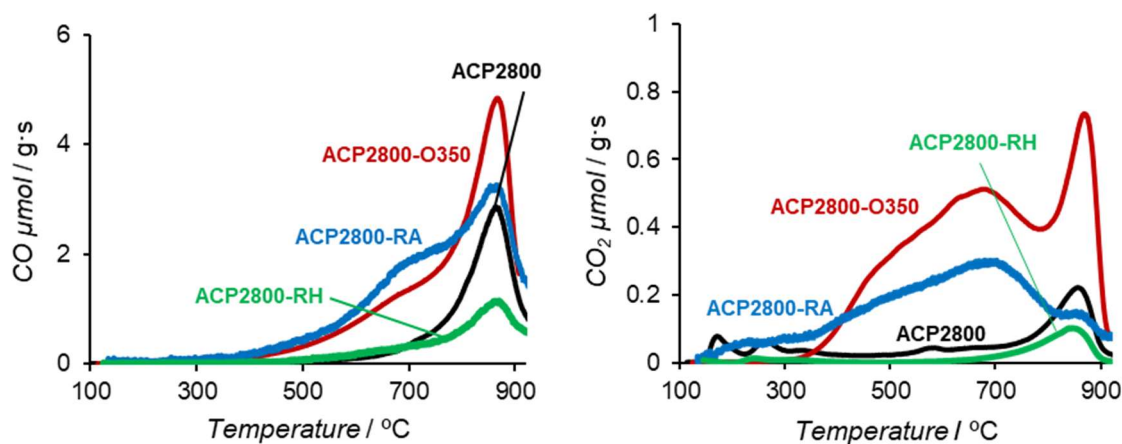 CO μmol / g·s
6
4
2
0
100
300
500
700
900
Temperature / °C
ACP2800
ACP2800-O350
ACP2800-RA
ACP2800-RH
CO₂ μmol / g·s
1
0.8
0.6
0.4
0.2
0
100
300
500
700
900
Temperature / °C
ACP2800-RH
ACP2800-O350
ACP2800-RA
ACP2800